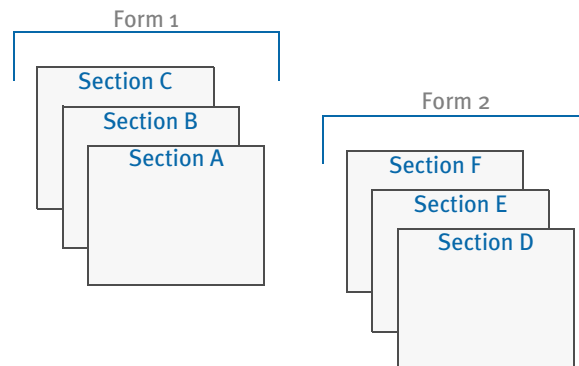 Form 1
Section C
Section B
Section A
Form 2
Section F
Section E
Section D